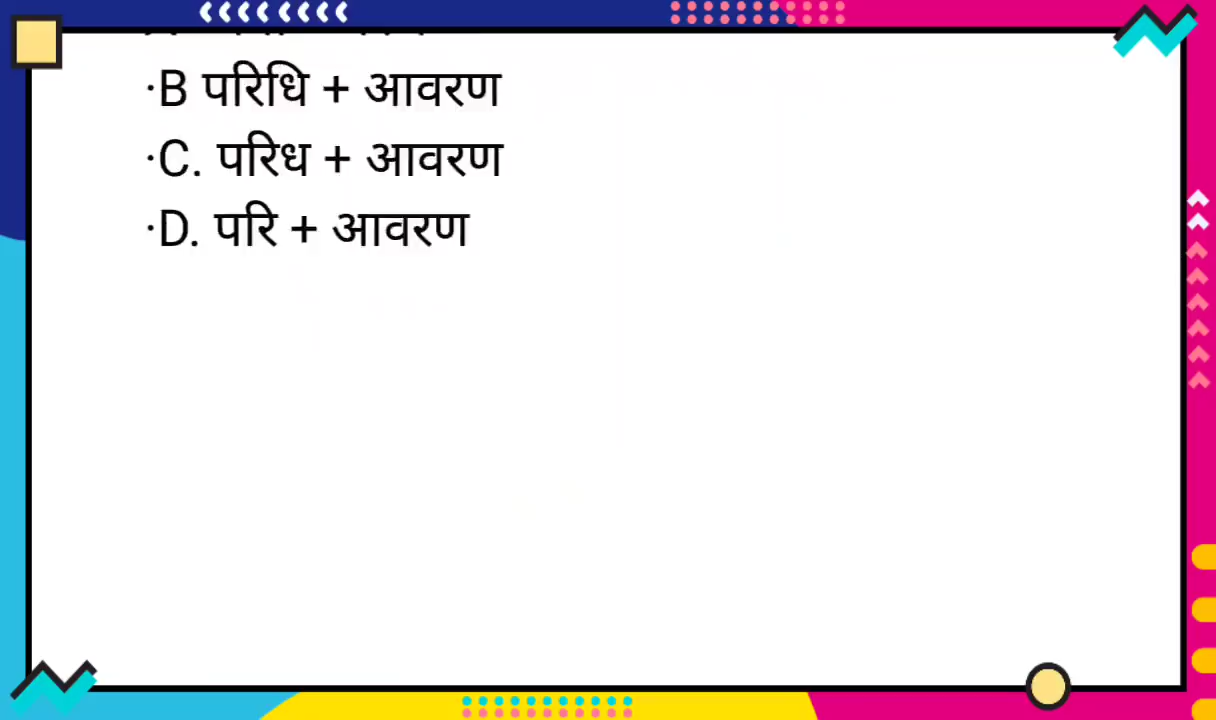 ·B परिधि + आवरण
·C. परिध + आवरण
·D. परि + आवरण